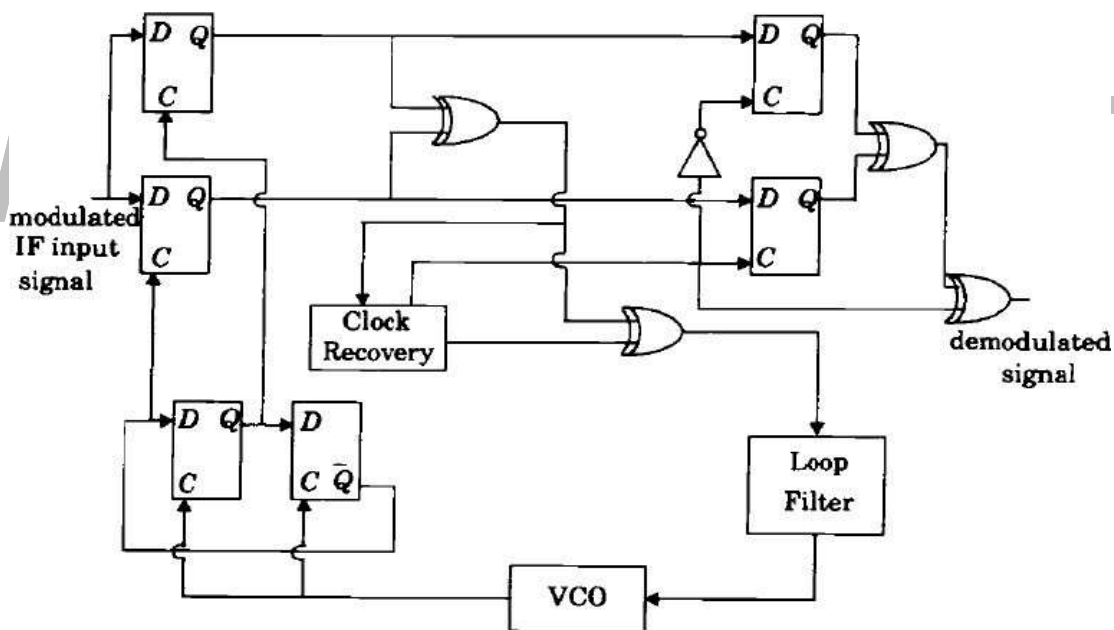 D Q
C
D Q
C
D Q
C
D Q
C
modulated
IF input
signal
Clock
Recovery
demodulated
signal
D Q
C
D
C Q̄
Loop
Filter
VCO